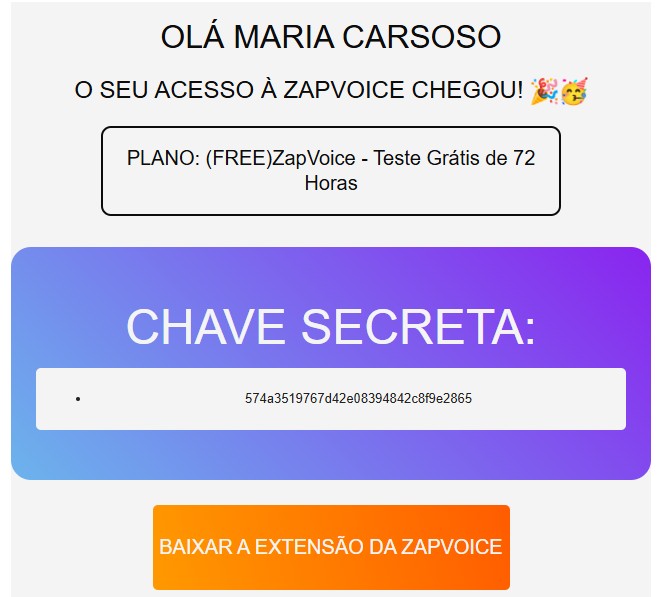 OLÁ MARIA CARSOSO
O SEU ACESSO À ZAPVOICE CHEGOU! 🎉🥳
PLANO: (FREE)ZapVoice - Teste Grátis de 72
Horas
CHAVE SECRETA:
• 574a3519767d42e08394842c8f9e2865
BAIXAR A EXTENSÃO DA ZAPVOICE